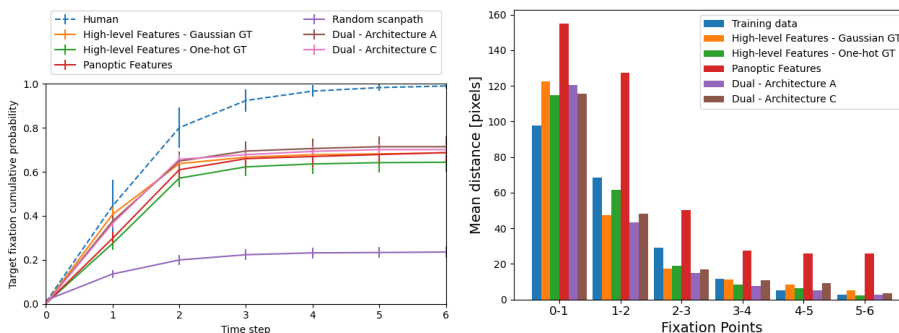 Human
High-level Features - Gaussian GT
High-level Features - One-hot GT
Panoptic Features
Random scanpath
Dual - Architecture A
Dual - Architecture C
Target fixation cumulative probability
1.0
0.8
0.6
0.4
0.2
0.0
0 1 2 3 4 5 6
Time step
Mean distance [pixels]
160
140
120
100
80
60
40
20
0
Training data
High-level Features - Gaussian GT
High-level Features - One-hot GT
Panoptic Features
Dual - Architecture A
Dual - Architecture C
0-1 1-2 2-3 3-4 4-5 5-6
Fixation Points